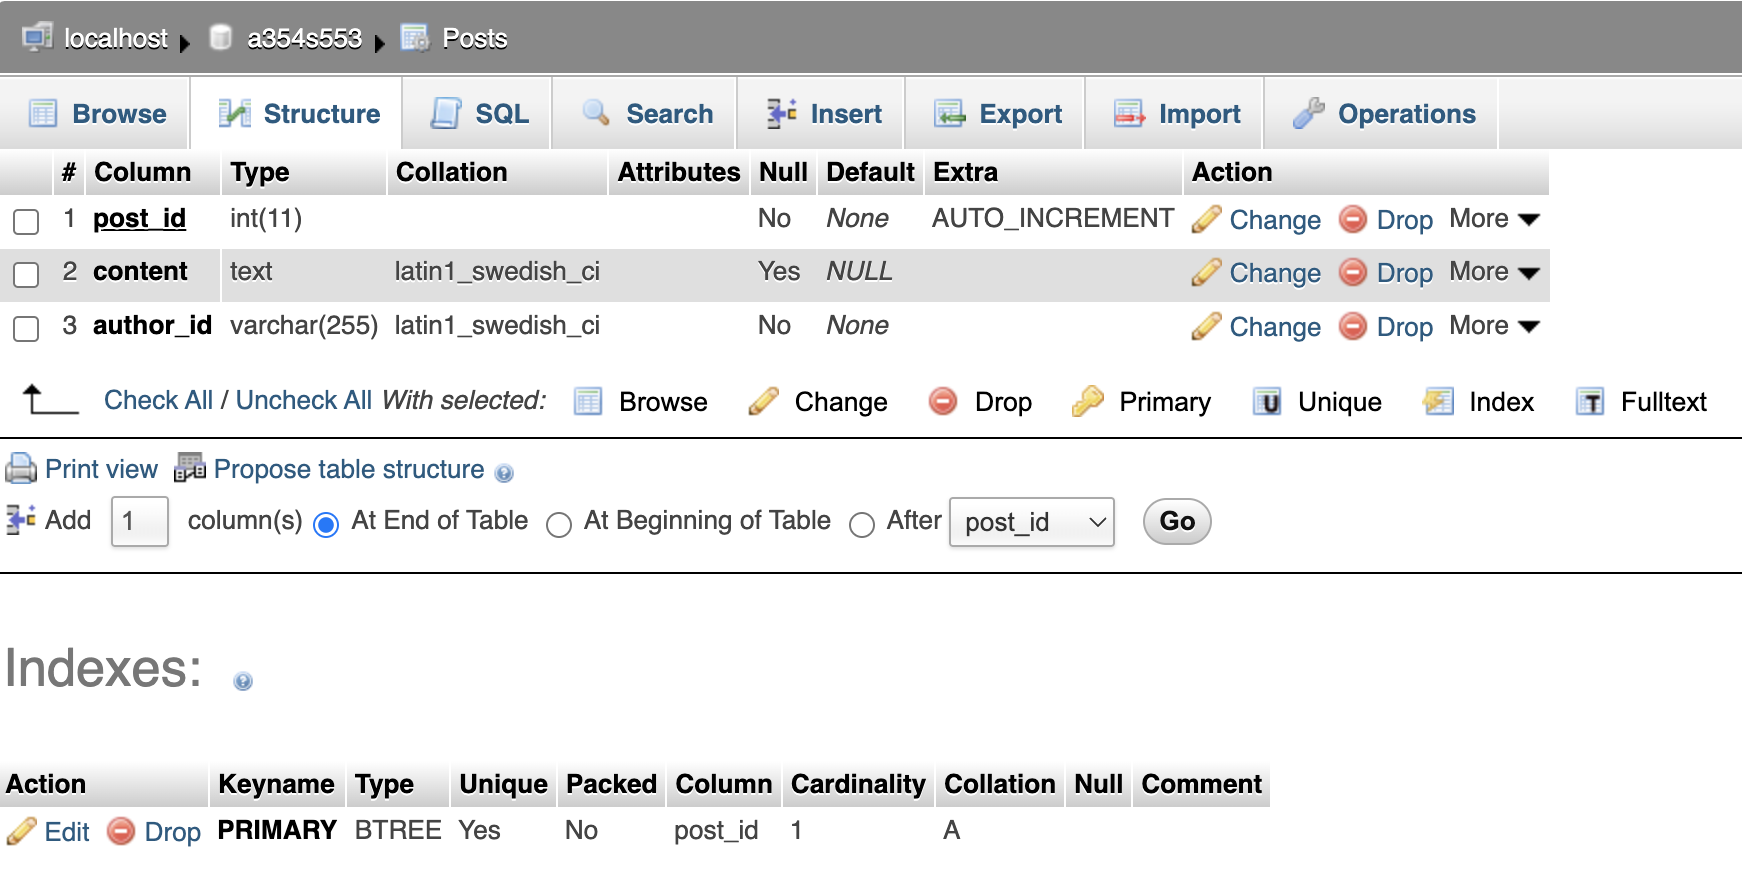 localhost a354s553 Posts
Browse Structure SQL Search Insert Export Import Operations
# Column Type Collation Attributes Null Default Extra Action
1 post_id int(11) No None AUTO_INCREMENT Change Drop More
2 content text latin1_swedish_ci Yes NULL Change Drop More
3 author_id varchar(255) latin1_swedish_ci No None Change Drop More
Check All / Uncheck All With selected: Browse Change Drop Primary Unique Index Fulltext
Print view Propose table structure
Add 1 column(s) At End of Table At Beginning of Table After post_id Go
Indexes:
Action Keyname Type Unique Packed Column Cardinality Collation Null Comment
Edit Drop PRIMARY BTREE Yes No post_id 1 A